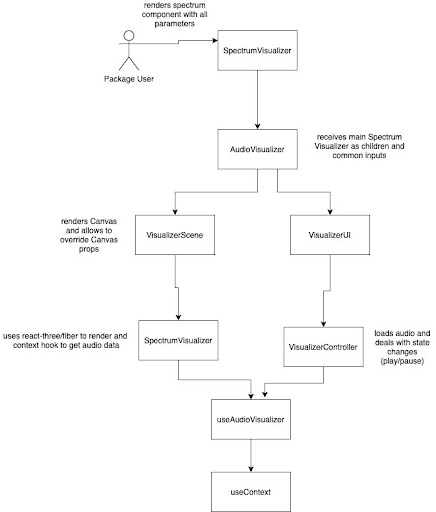 renders spectrum
component with all
parameters
Package User
SpectrumVisualizer
AudioVisualizer
receives main Spectrum
Visualizer as children and
common inputs
renders Canvas
and allows to
override Canvas
props
VisualizerScene
VisualizerUI
uses react-three/fiber to render and
context hook to get audio data
SpectrumVisualizer
VisualizerController
loads audio and
deals with state
changes
(play/pause)
useAudioVisualizer
useContext